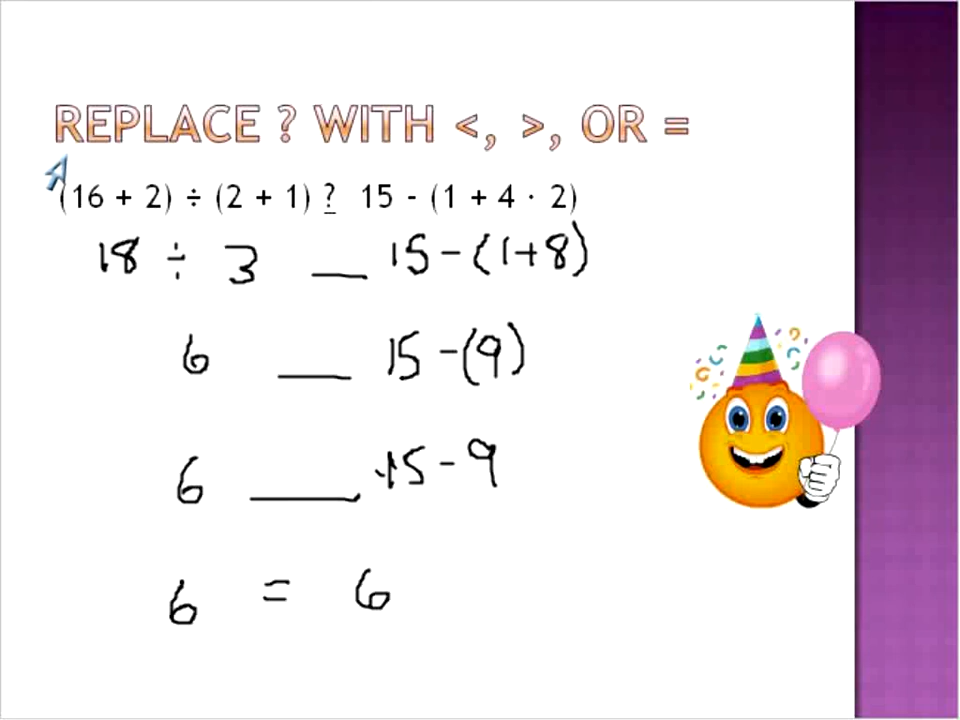 REPLACE ? WITH <, >, OR =
(16 + 2) ÷ (2 + 1) ? 15 - (1 + 4 · 2)
18 ÷ 3 __ 15-(1+8)
6 __ 15-(9)
6 __ 15-9
6 = 6